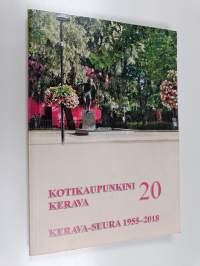 KOTIKAUPUNKINI 20
KERAVA
KERAVA-SEURA 1955–2018